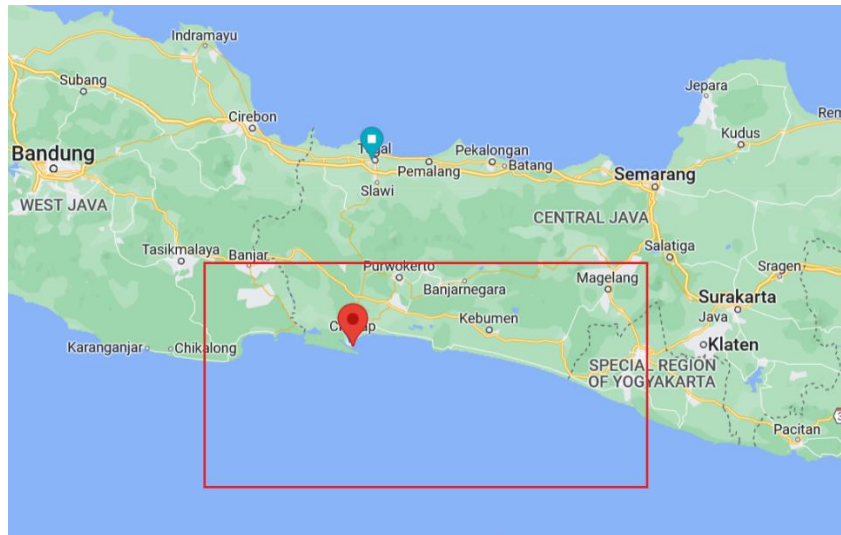 Indramayu
Subang
Jepara
Cirebon
Kudus
Bandung
Pekalongan
Pemalang
Batang
Semarang
Slawi
WEST JAVA
CENTRAL JAVA
Salatiga
Tasikmalaya
Banjar
Purwokerto
Sragen
Banjarnegara
Magelang
Surakarta
Java
Kebumen
Klaten
Karanganjar
Chikalong
SPECIAL REGION
OF YOGYAKARTA
Pacitan